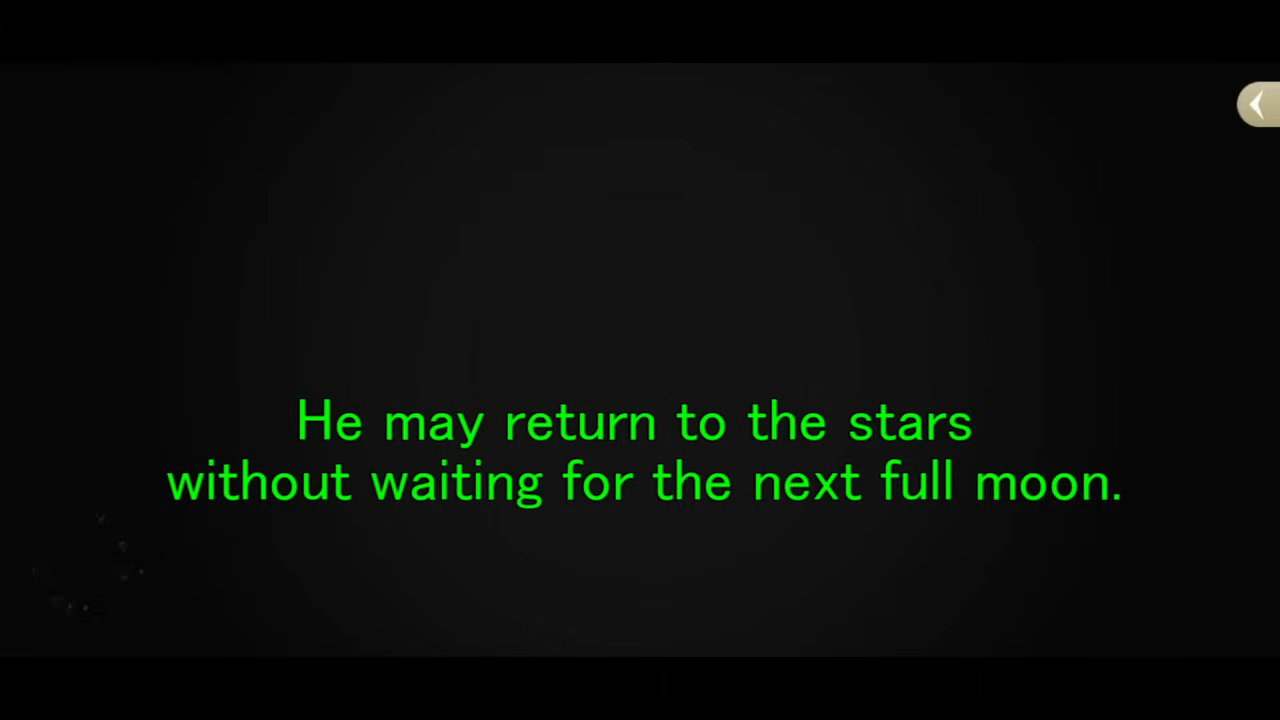 He may return to the stars
without waiting for the next full moon.